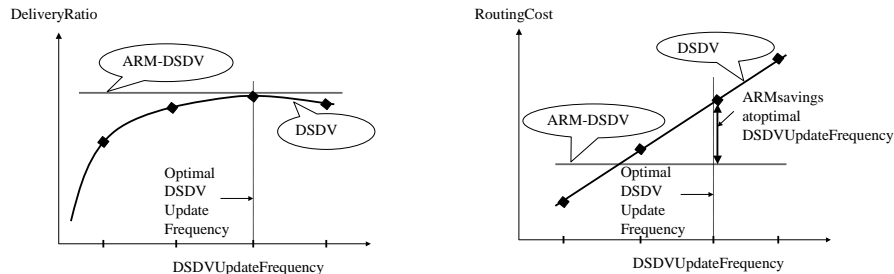 DeliveryRatio
ARM-DSDV
DSDV
Optimal
DSDV
Update
Frequency
DSDVUpdateFrequency
RoutingCost
DSDV
ARM-DSDV
ARMsavings
atoptimal
DSDVUpdateFrequency
Optimal
DSDV
Update
Frequency
DSDVUpdateFrequency